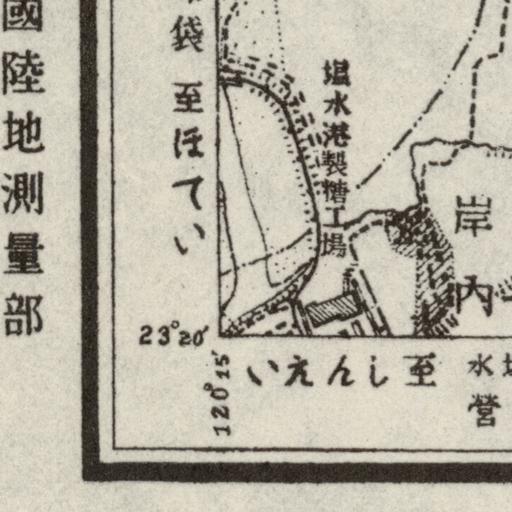 國陸地測量部
袋
至ほてい
塩水港製糖工場
岸内
23°20′
120°15′
いえんし至
水
營